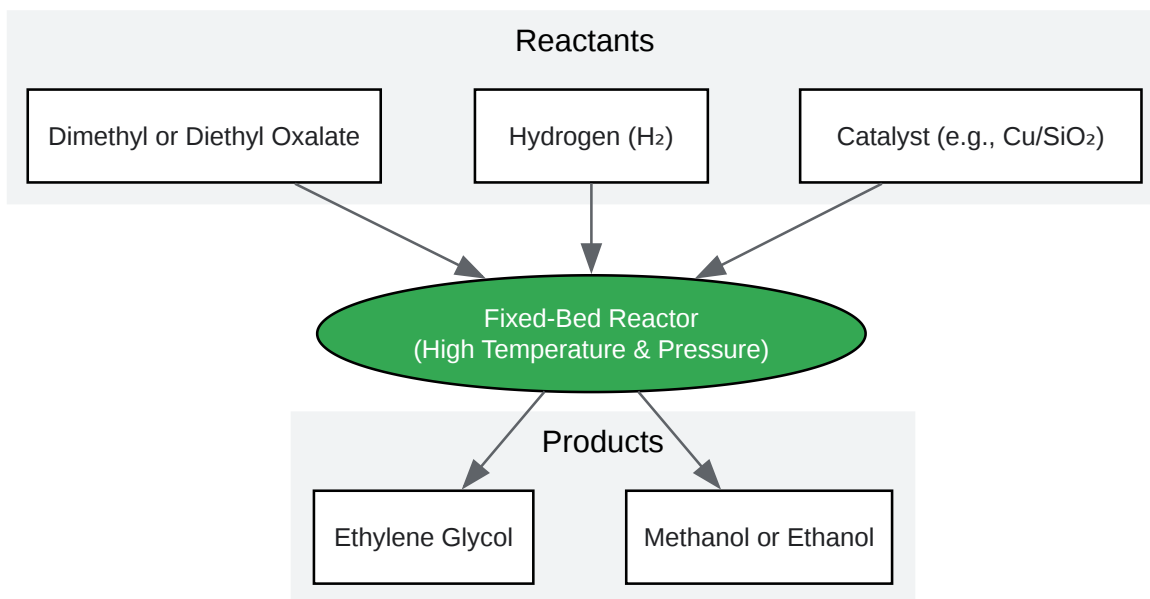 Reactants
Dimethyl or Diethyl Oxalate
Hydrogen (H₂)
Catalyst (e.g., Cu/SiO₂)
Fixed-Bed Reactor
(High Temperature & Pressure)
Products
Ethylene Glycol
Methanol or Ethanol